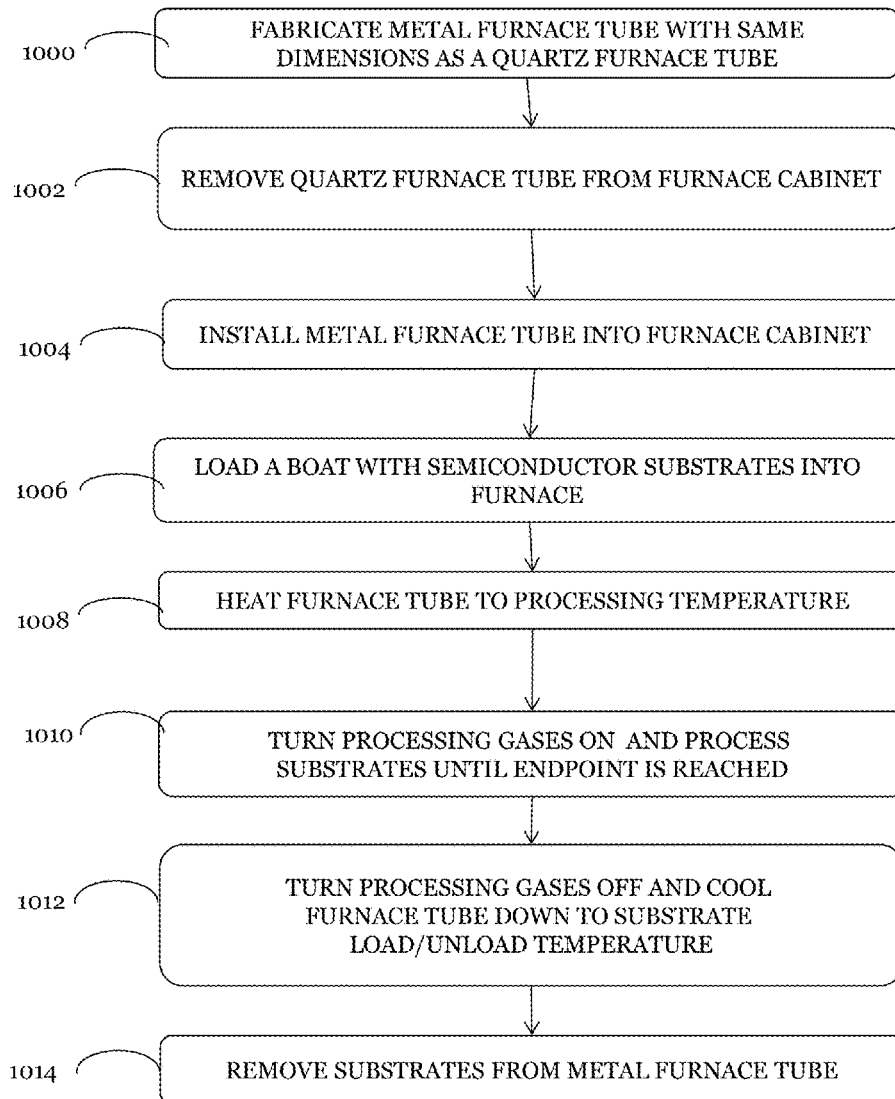 1000
FABRICATE METAL FURNACE TUBE WITH SAME
DIMENSIONS AS A QUARTZ FURNACE TUBE
1002
REMOVE QUARTZ FURNACE TUBE FROM FURNACE CABINET
1004
INSTALL METAL FURNACE TUBE INTO FURNACE CABINET
1006
LOAD A BOAT WITH SEMICONDUCTOR SUBSTRATES INTO
FURNACE
1008
HEAT FURNACE TUBE TO PROCESSING TEMPERATURE
1010
TURN PROCESSING GASES ON AND PROCESS
SUBSTRATES UNTIL ENDPOINT IS REACHED
1012
TURN PROCESSING GASES OFF AND COOL
FURNACE TUBE DOWN TO SUBSTRATE
LOAD/UNLOAD TEMPERATURE
1014
REMOVE SUBSTRATES FROM METAL FURNACE TUBE